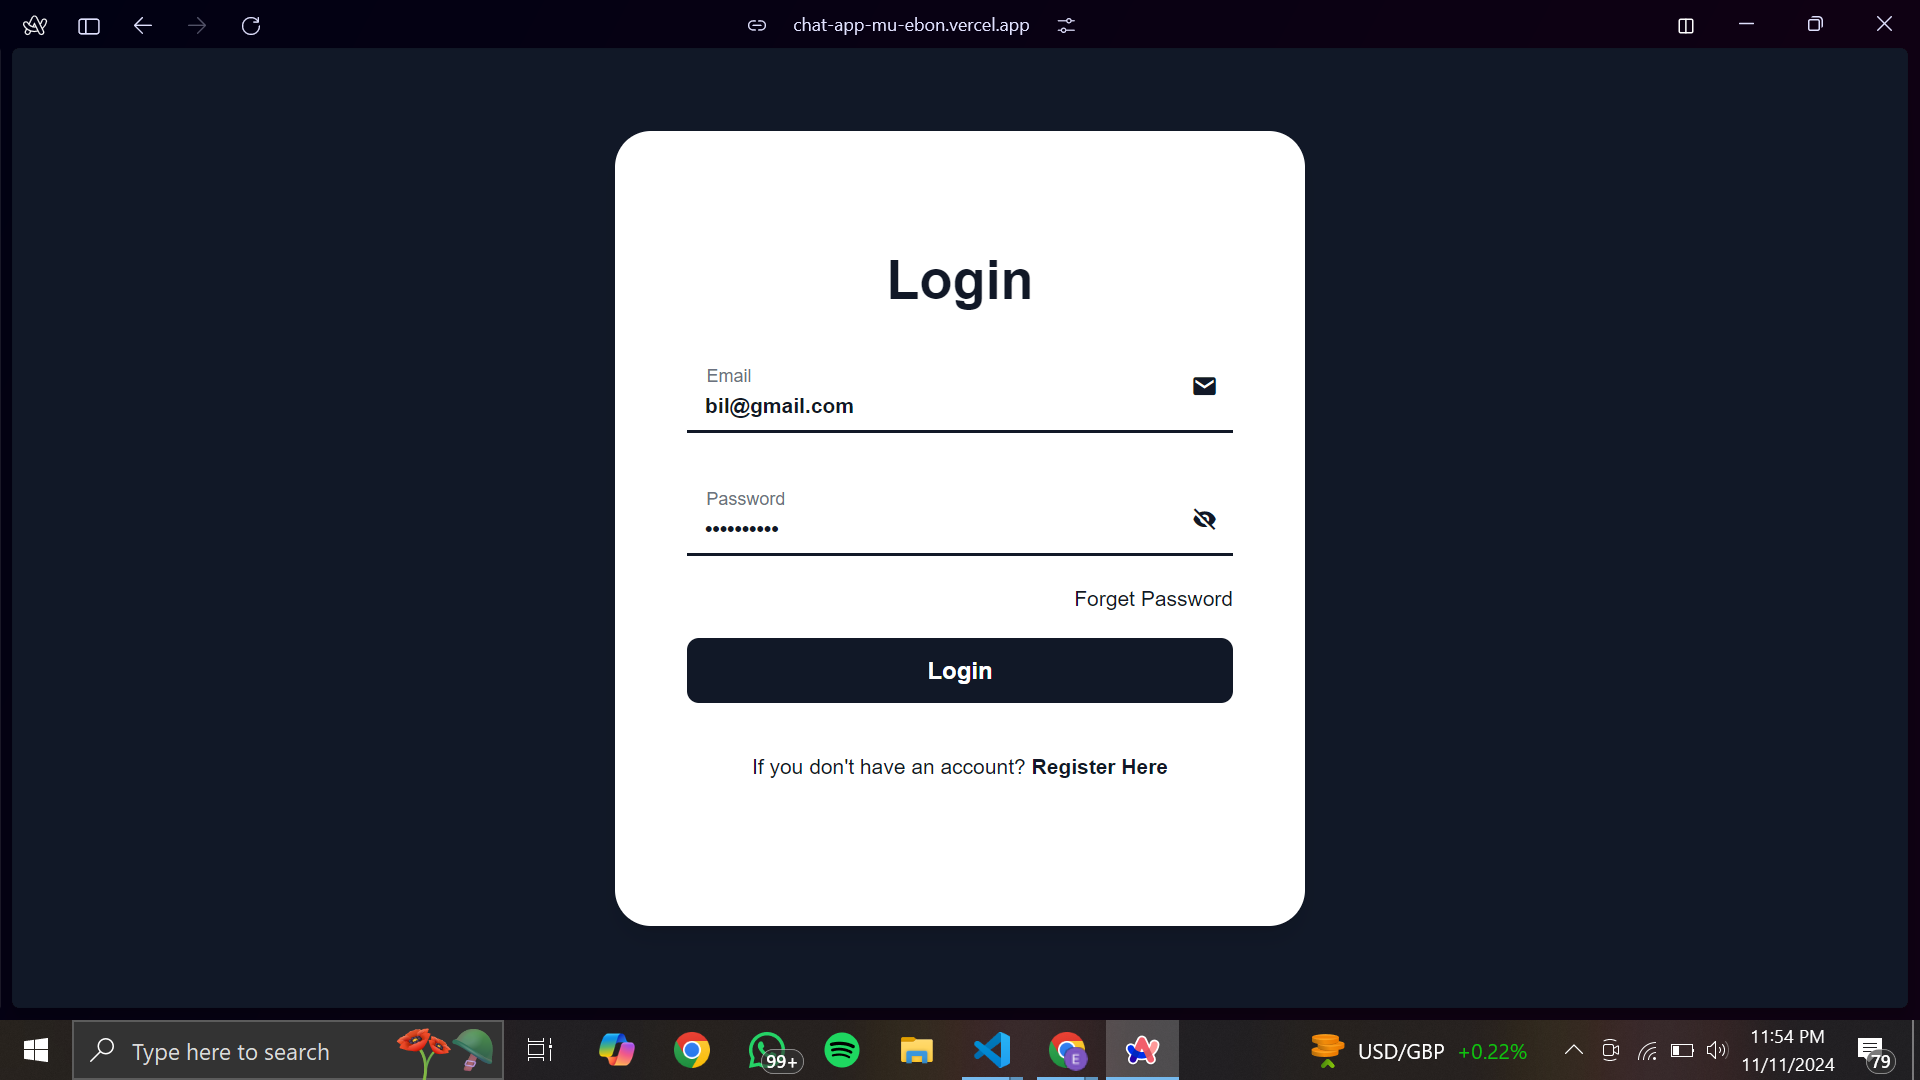 chat-app-mu-ebon.vercel.app
Login
Email
bil@gmail.com
Password
••••••••••
Forget Password
Login
If you don't have an account? Register Here
Type here to search
99+
E
USD/GBP +0.22%
11:54 PM
11/11/2024
79